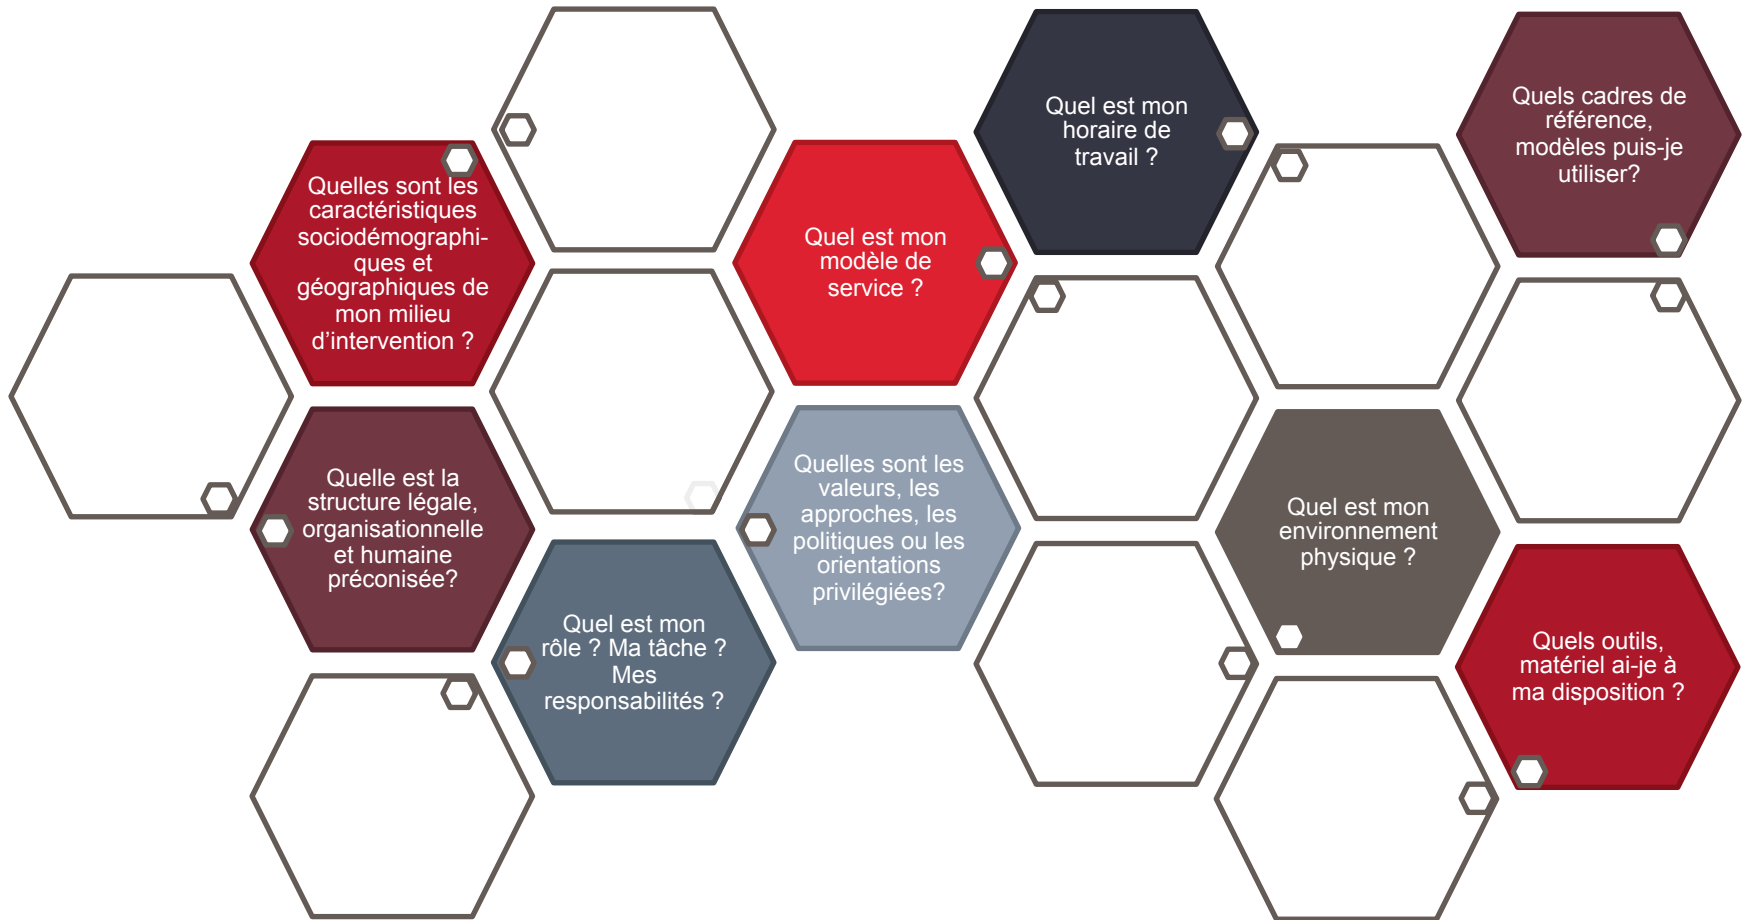 Quelles sont les
caractéristiques
sociodémographi-
ques et
géographiques de
mon milieu
d'intervention ?
Quel est mon
modèle de
service ?
Quel est mon
horaire de
travail ?
Quels cadres de
référence,
modèles puis-je
utiliser?
Quelle est la
structure légale,
organisationnelle
et humaine
préconisée?
Quel est mon
rôle ? Ma tâche ?
Mes
responsabilités ?
Quelles sont les
valeurs, les
approches, les
politiques ou les
orientations
privilégiées?
Quel est mon
environnement
physique ?
Quels outils,
matériel ai-je à
ma disposition ?